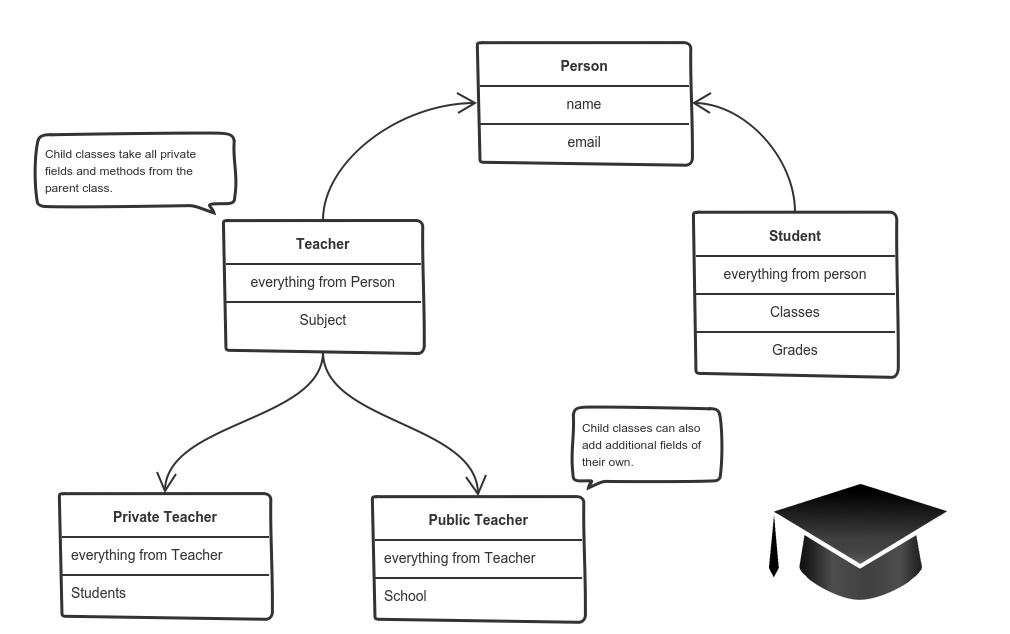 Person
name
email
Child classes take all private
fields and methods from the
parent class.
Teacher
everything from Person
Subject
Student
everything from person
Classes
Grades
Child classes can also
add additional fields of
their own.
Private Teacher
everything from Teacher
Students
Public Teacher
everything from Teacher
School